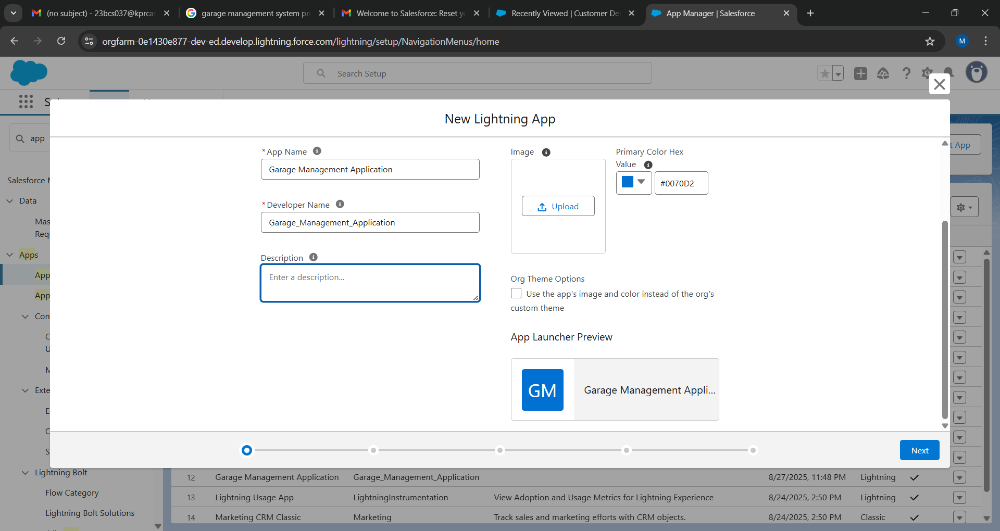 (no subject) - 23bcs037@kprca
garage management system pr
Welcome to Salesforce: Reset y
Recently Viewed | Customer De
App Manager | Salesforce
orgfarm-0e1430e877-dev-ed.develop.lightning.force.com/lightning/setup/NavigationMenus/home
M
Search Setup
New Lightning App
app
t App
*App Name
Image
Primary Color Hex
Value
Garage Management Application
#0070D2
Salesforce M
Data
*Developer Name
Upload
Mas
Garage_Management_Application
Req
Apps
Description
App
Enter a description...
Org Theme Options
App
Use the app's image and color instead of the org's
custom theme
Con
C
U
App Launcher Preview
M
Exte
GM
Garage Management Appli...
E
C
S
Next
Lightning Bolt
12 Garage Management Application Garage_Management_Application 8/27/2025, 11:48 PM Lightning
Flow Category
13 Lightning Usage App LightningInstrumentation View Adoption and Usage Metrics for Lightning Experience 8/24/2025, 2:50 PM Lightning
Lightning Bolt Solutions
14 Marketing CRM Classic Marketing Track sales and marketing efforts with CRM objects. 8/24/2025, 2:50 PM Classic